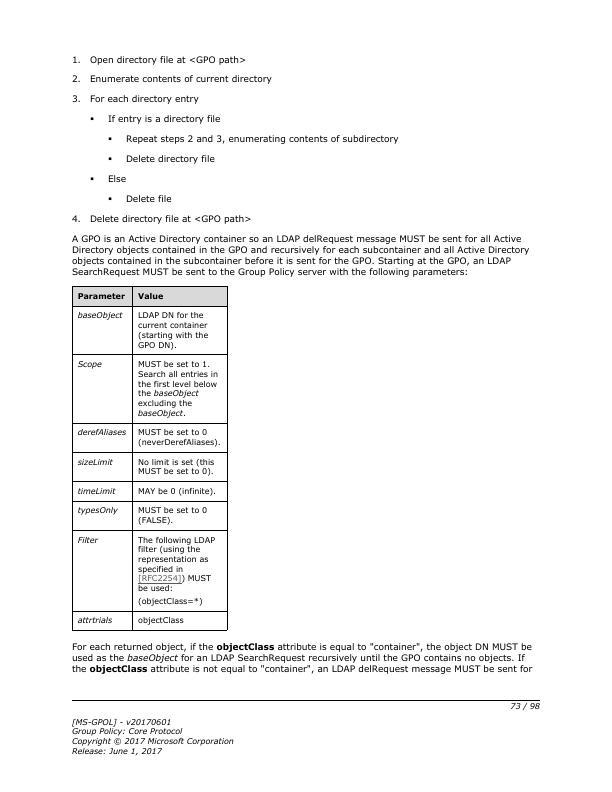 1. Open directory file at <GPO path>
2. Enumerate contents of current directory
3. For each directory entry
▪ If entry is a directory file
▪ Repeat steps 2 and 3, enumerating contents of subdirectory
▪ Delete directory file
▪ Else
▪ Delete file
4. Delete directory file at <GPO path>
A GPO is an Active Directory container so an LDAP delRequest message MUST be sent for all Active
Directory objects contained in the GPO and recursively for each subcontainer and all Active Directory
objects contained in the subcontainer before it is sent for the GPO. Starting at the GPO, an LDAP
SearchRequest MUST be sent to the Group Policy server with the following parameters:
Parameter Value
baseObject LDAP DN for the
current container
(starting with the
GPO DN).
Scope MUST be set to 1.
Search all entries in
the first level below
the baseObject
excluding the
baseObject.
derefAliases MUST be set to 0
(neverDerefAliases).
sizeLimit No limit is set (this
MUST be set to 0).
timeLimit MAY be 0 (infinite).
typesOnly MUST be set to 0
(FALSE).
Filter The following LDAP
filter (using the
representation as
specified in
[RFC2254]) MUST
be used:
(objectClass=*)
attrtrials objectClass
For each returned object, if the objectClass attribute is equal to "container", the object DN MUST be
used as the baseObject for an LDAP SearchRequest recursively until the GPO contains no objects. If
the objectClass attribute is not equal to "container", an LDAP delRequest message MUST be sent for
73 / 98
[MS-GPOL] - v20170601
Group Policy: Core Protocol
Copyright © 2017 Microsoft Corporation
Release: June 1, 2017